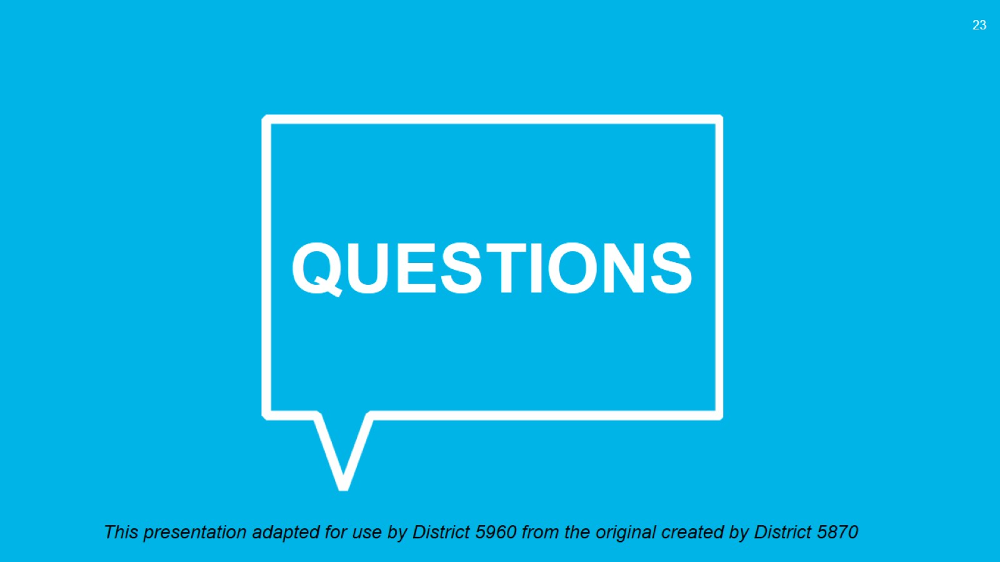 23
QUESTIONS
This presentation adapted for use by District 5960 from the original created by District 5870